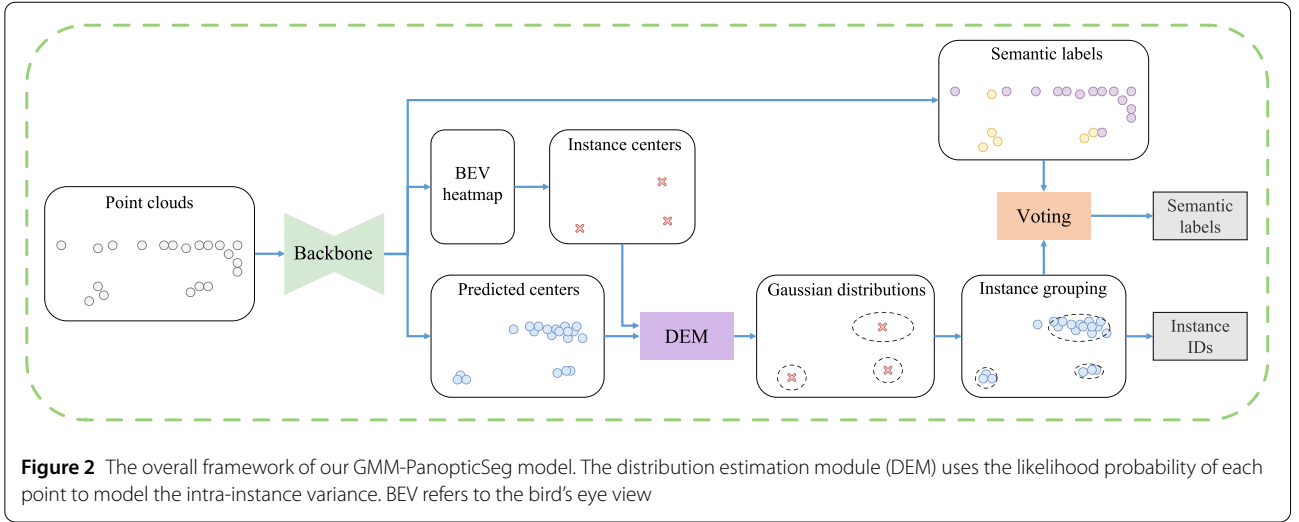 Semantic labels
Instance centers
BEV
heatmap
Point clouds
Semantic
labels
Voting
Backbone
Predicted centers
Gaussian distributions
Instance grouping
DEM
Instance
IDs
Figure 2 The overall framework of our GMM-PanopticSeg model. The distribution estimation module (DEM) uses the likelihood probability of each
point to model the intra-instance variance. BEV refers to the bird’s eye view